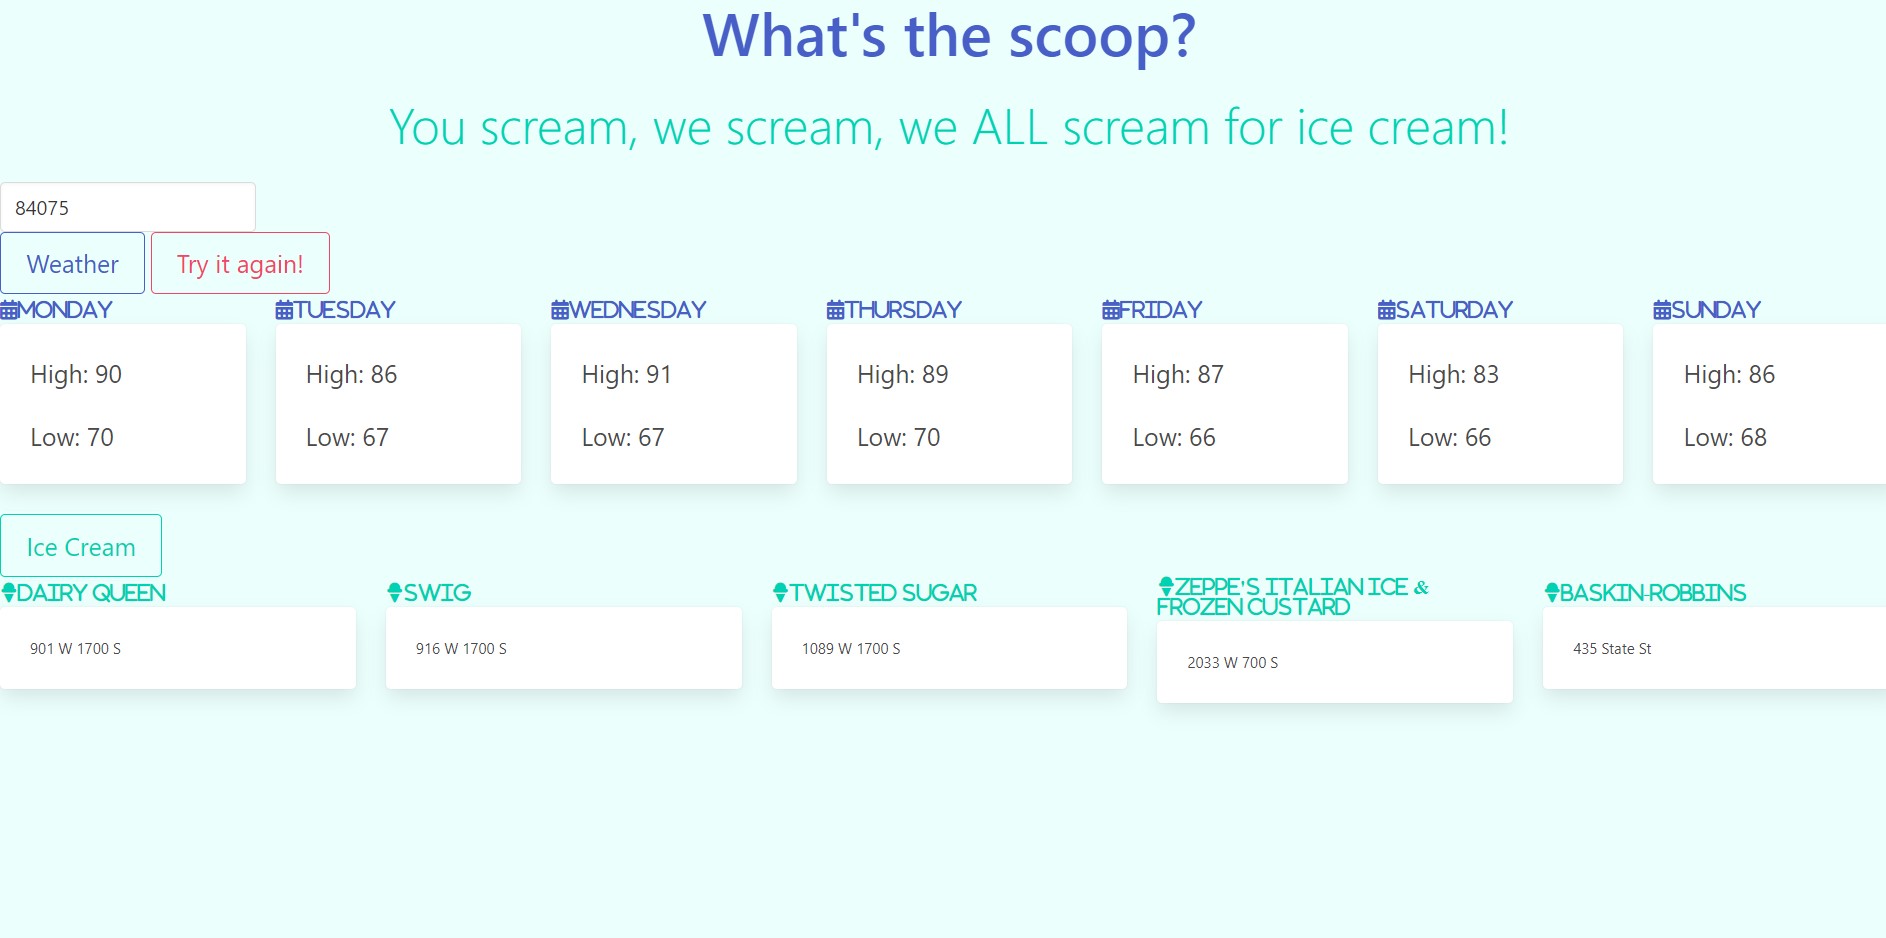 What's the scoop?
You scream, we scream, we ALL scream for ice cream!
84075
Weather Try it again!
MONDAY TUESDAY WEDNESDAY THURSDAY FRIDAY SATURDAY SUNDAY
High: 90 High: 86 High: 91 High: 89 High: 87 High: 83 High: 86
Low: 70 Low: 67 Low: 67 Low: 70 Low: 66 Low: 66 Low: 68
Ice Cream
DAIRY QUEEN SWIG TWISTED SUGAR ZEPPE'S ITALIAN ICE & BASKIN-ROBBINS
FROZEN CUSTARD
901 W 1700 S 916 W 1700 S 1089 W 1700 S 2033 W 700 S 435 State St